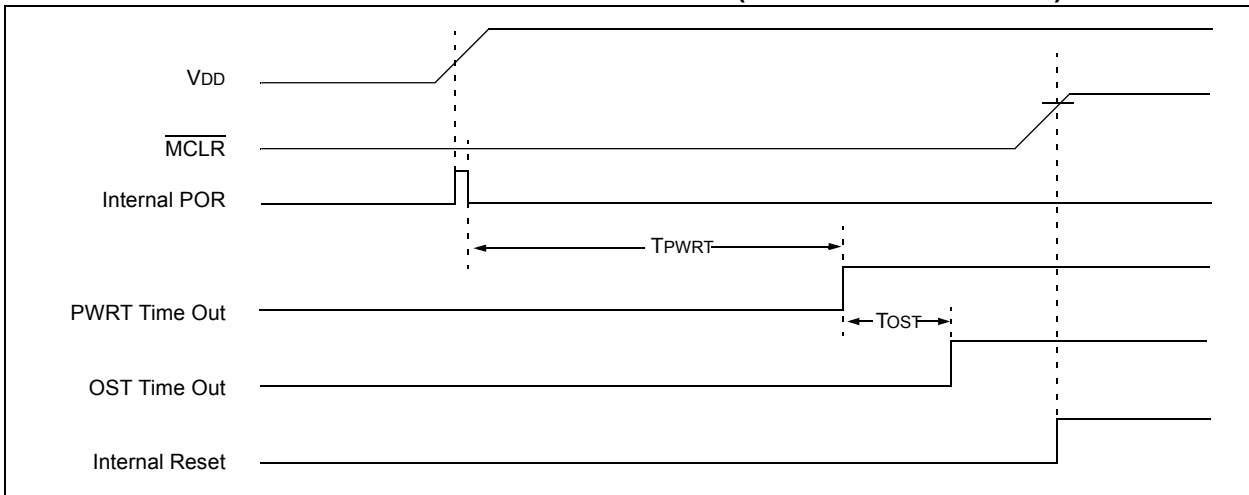 VDD
MCLR
Internal POR
TPWRT
PWRT Time Out
TOST
OST Time Out
Internal Reset